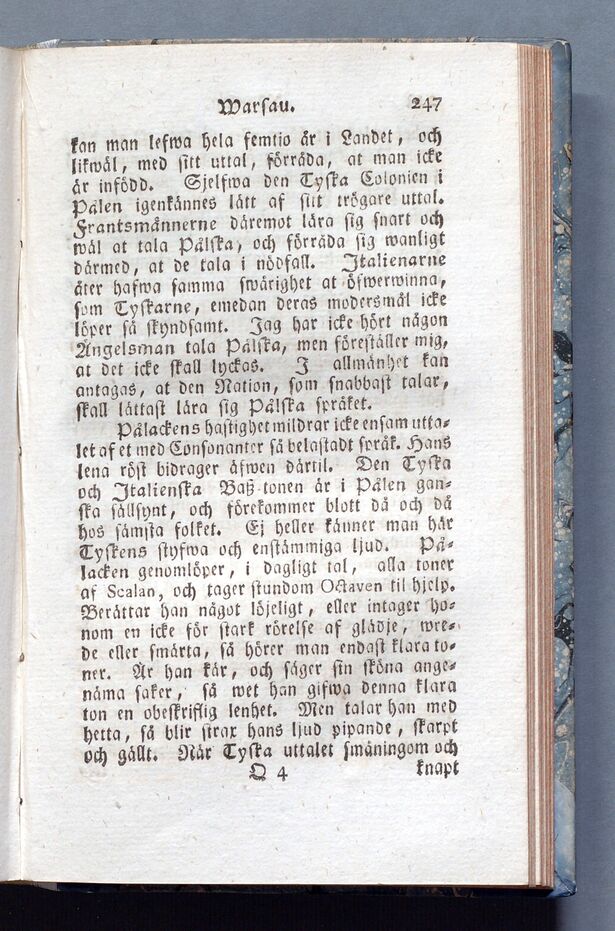 Warsau. 247
kan man lefwa hela femtio år i Landet, och
likwäl, med sitt uttal, förråda, at man icke
är infödd. Sjelfwa den Tyska Colonien i
Pålen igenkännes lätt af sitt trögare uttal.
Frantsmännerne däremot lära sig snart och
wäl at tala Pålska, och förråda sig wanligt
därmed, at de tala i nödfall. Italienarne
åter hafwa samma swårighet at öfwerwinna,
som Tyskarne, emedan deras modersmål icke
löper så skyndsamt. Jag har icke hört någon
Ängelsman tala Pålska, men föreställer mig,
at det icke skall lyckas. I allmänhet kan
antagas, at den Nation, som snabbast talar,
skall lättast lära sig Pålska språket.
Pålackens hastighet mildrar icke ensam utta-
let af et med Consonanter så belastadt språk. Hans
lena röst bidrager äfwen därtil. Den Tyska
och Italienska Baß-tonen är i Pålen gan-
ska sällsynt, och förekommer blott då och då
hos sämsta folket. Ej heller känner man här
Tyskens styfwa och enstämmiga ljud. På-
lacken genomlöper, i dagligt tal, alla toner
af Scalan, och tager stundom Octaven til hjelp.
Berättar han något löjeligt, eller intager ho-
nom en icke för stark rörelse af glädje, wre-
de eller smärta, så hörer man endast klara to-
ner. Är han kär, och säger sin sköna ange-
näma saker, så wet han gifwa denna klara
ton en obeskriflig lenhet. Men talar han med
hetta, så blir strax hans ljud pipande, skarpt
och gällt. När Tyska uttalet småningom och
Q 4 knapt